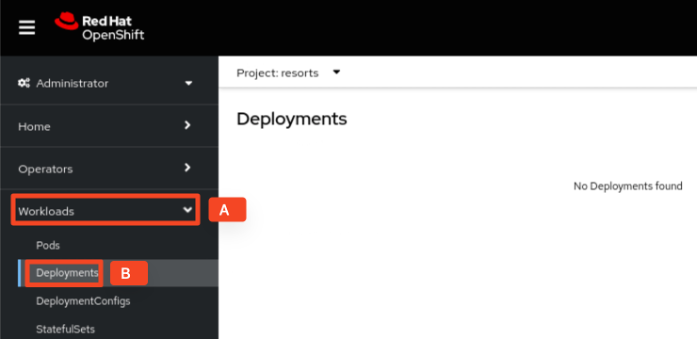 Red Hat
OpenShift
Administrator
Project: resorts
Home
Deployments
Operators
No Deployments found
Workloads
A
Pods
Deployments
B
DeploymentConfigs
StatefulSets